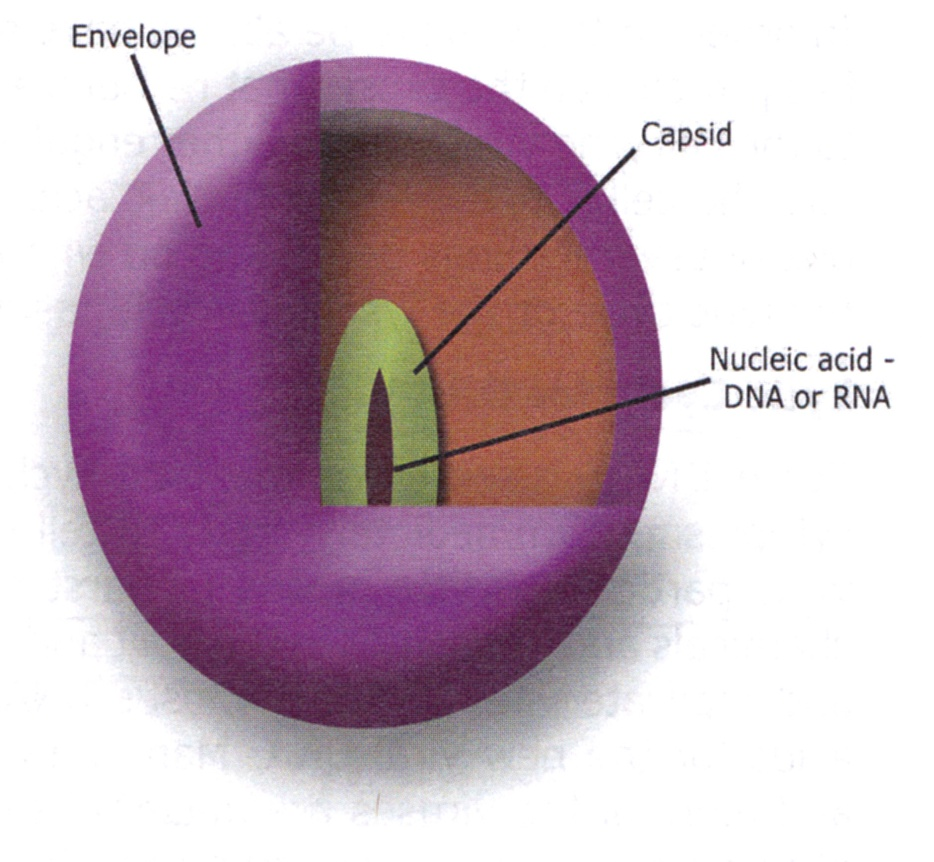 Envelope
Capsid
Nucleic acid -
DNA or RNA